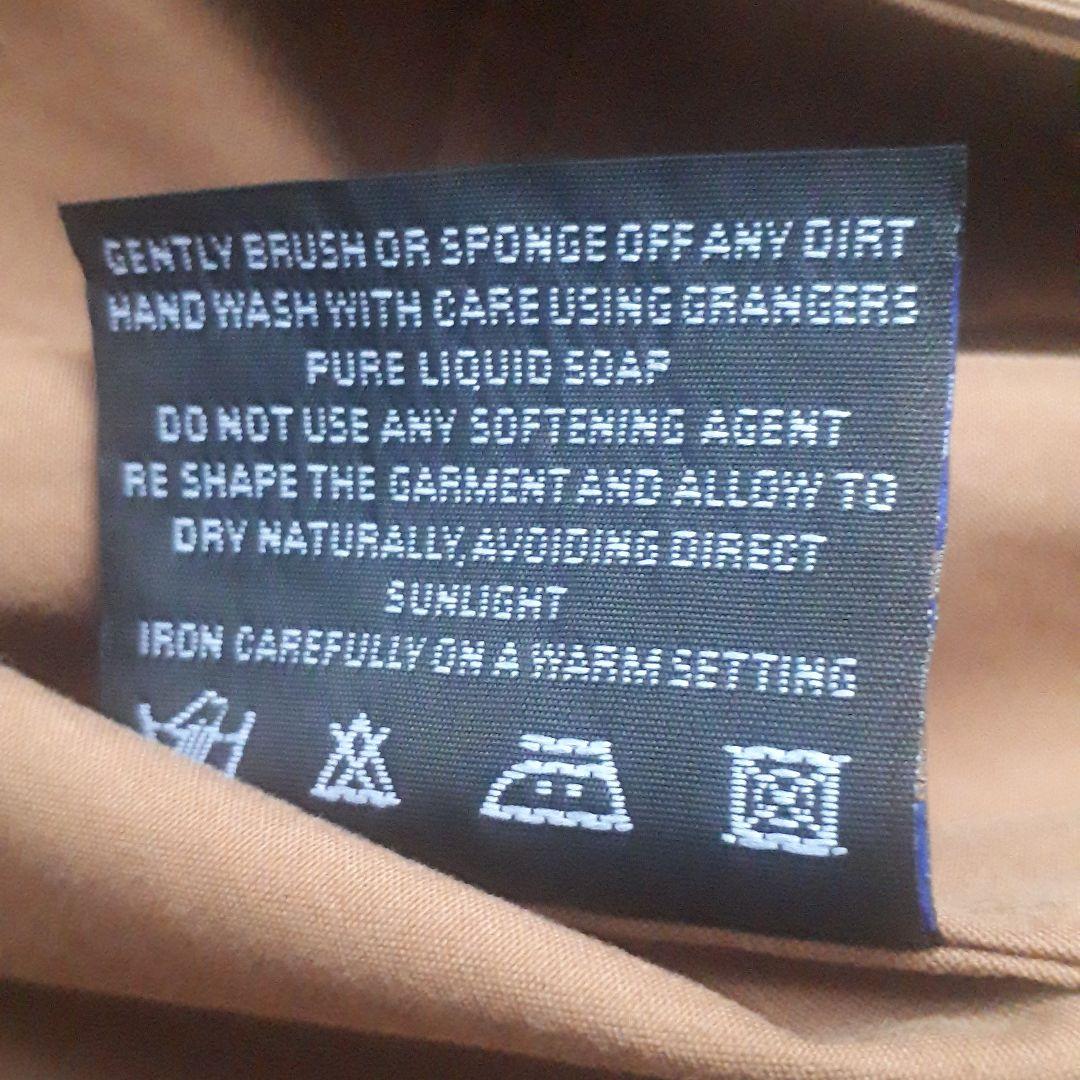 GENTLY BRUSH OR SPONGE OFF ANY DIRT
HAND WASH WITH CARE USING GRANGERS
PURE LIQUID SOAP
DO NOT USE ANY SOFTENING AGENT
RE SHAPE THE GARMENT AND ALLOW TO
DRY NATURALLY, AVOIDING DIRECT
SUNLIGHT
IRON CAREFULLY ON A WARM SETTING